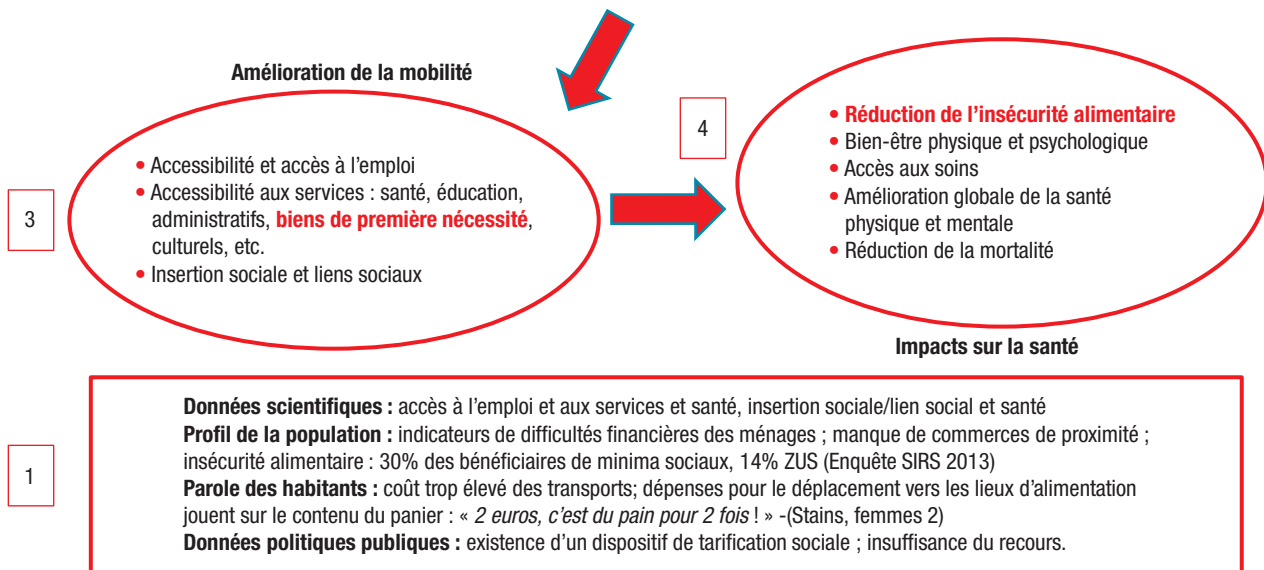 Amélioration de la mobilité
3
• Accessibilité et accès à l’emploi
• Accessibilité aux services : santé, éducation,
administratifs, biens de première nécessité,
culturels, etc.
• Insertion sociale et liens sociaux
4
• Réduction de l’insécurité alimentaire
• Bien-être physique et psychologique
• Accès aux soins
• Amélioration globale de la santé
physique et mentale
• Réduction de la mortalité
Impacts sur la santé
1
Données scientifiques : accès à l’emploi et aux services et santé, insertion sociale/lien social et santé
Profil de la population : indicateurs de difficultés financières des ménages ; manque de commerces de proximité ;
insécurité alimentaire : 30% des bénéficiaires de minima sociaux, 14% ZUS (Enquête SIRS 2013)
Parole des habitants : coût trop élevé des transports; dépenses pour le déplacement vers les lieux d’alimentation
jouent sur le contenu du panier : « 2 euros, c’est du pain pour 2 fois ! » -(Stains, femmes 2)
Données politiques publiques : existence d’un dispositif de tarification sociale ; insuffisance du recours.